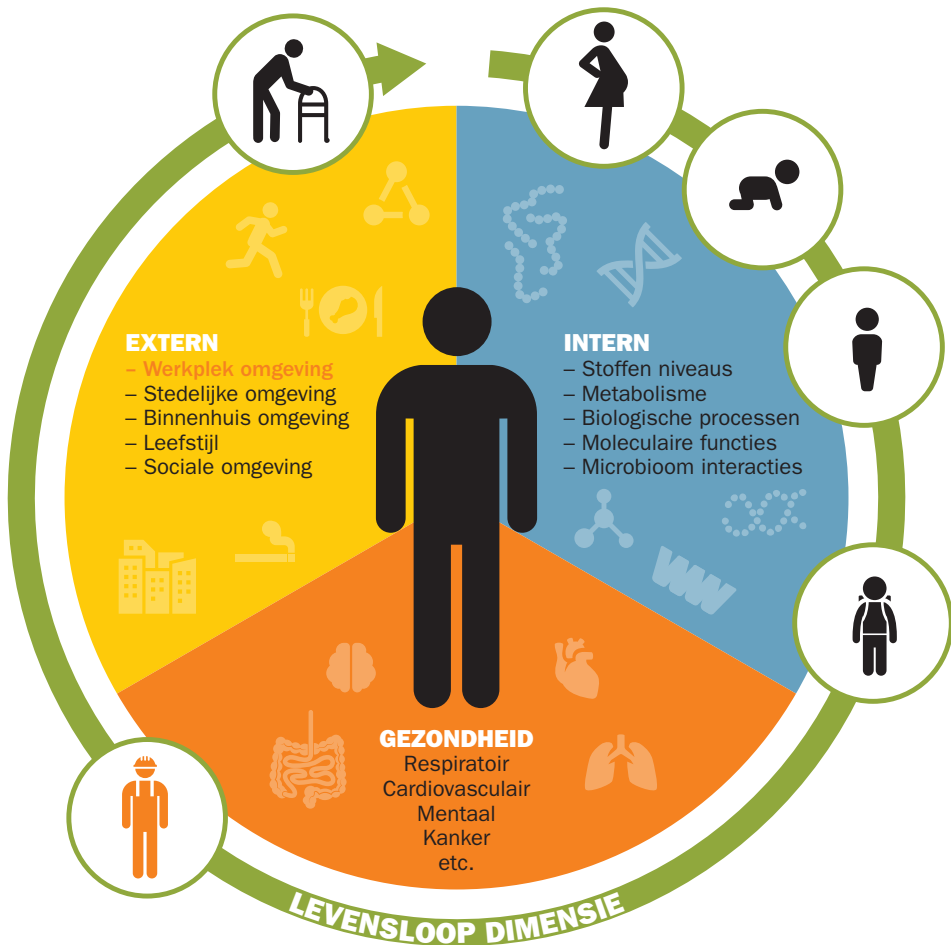 EXTERN
– Werkplek omgeving
– Stedelijke omgeving
– Binnenhuis omgeving
– Leefstijl
– Sociale omgeving
INTERN
– Stoffen niveaus
– Metabolisme
– Biologische processen
– Moleculaire functies
– Microbioom interacties
GEZONDHEID
Respiratoir
Cardiovasculair
Mentaal
Kanker
etc.
LEVENSLOOP DIMENSIE